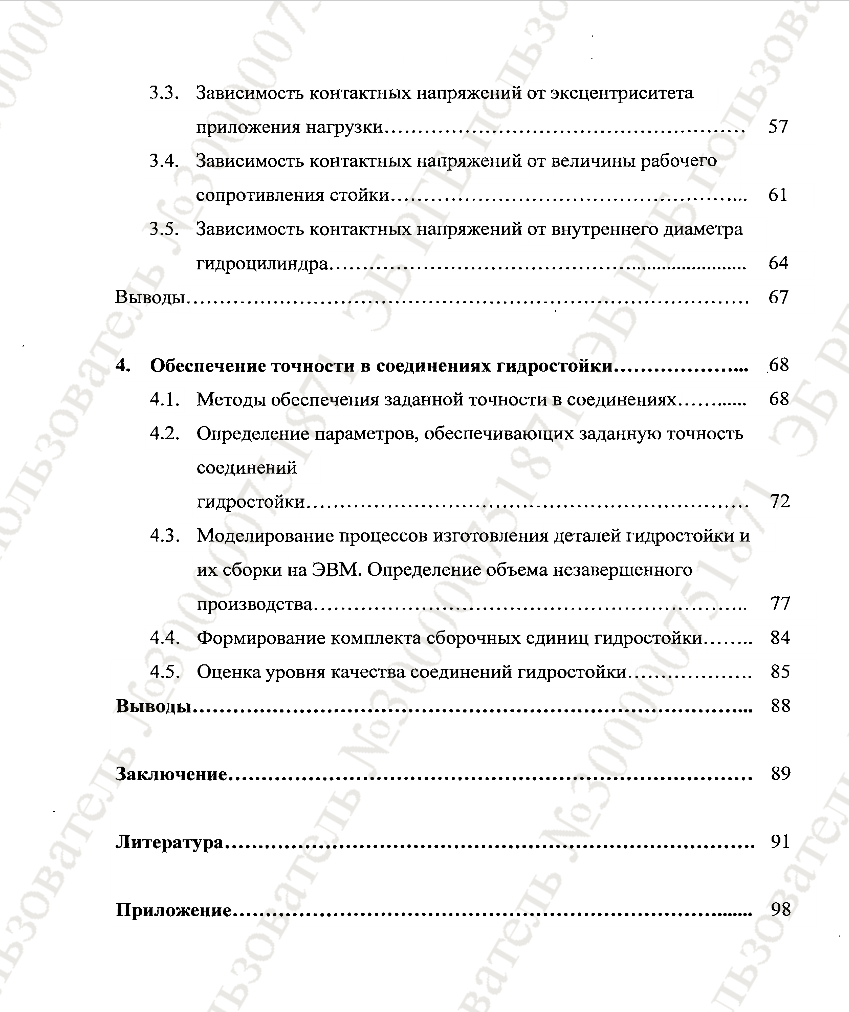 3.3. Зависимость контактных напряжений от эксцентриситета
приложения нагрузки........................................................ 57
3.4. Зависимость контактных напряжений от величины рабочего
сопротивления стойки........................................................ 61
3.5. Зависимость контактных напряжений от внутреннего диаметра
гидроцилиндра........................................................ 64
Выводы........................................................ 67
4. Обеспечение точности в соединениях гидростойки..................... 68
4.1. Методы обеспечения заданной точности в соединениях............ 68
4.2. Определение параметров, обеспечивающих заданную точность
соединений
гидростойки........................................................ 72
4.3. Моделирование процессов изготовления деталей гидростойки и
их сборки на ЭВМ. Определение объема незавершенного
производства........................................................ 77
4.4. Формирование комплекта сборочных единиц гидростойки........ 84
4.5. Оценка уровня качества соединений гидростойки................... 85
Выводы........................................................ 88
Заключение........................................................ 89
Литература........................................................ 91
Приложение........................................................ 98